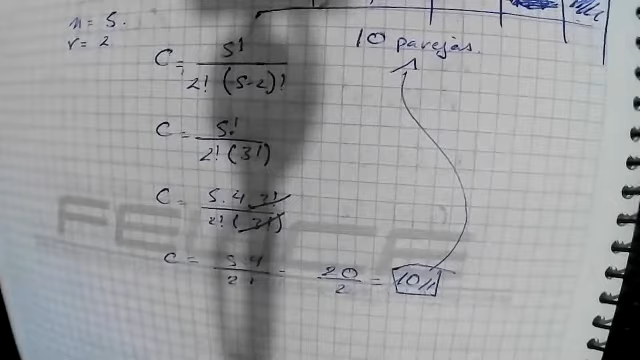 n = 5.
r = 2
10 parejas
C = 5! / 2! (5-2)!
C = 5! / 2! (3!)
C = 5.4.3! / 2! (3!)
C = 5.4 / 2! = 20 / 2 = 10//